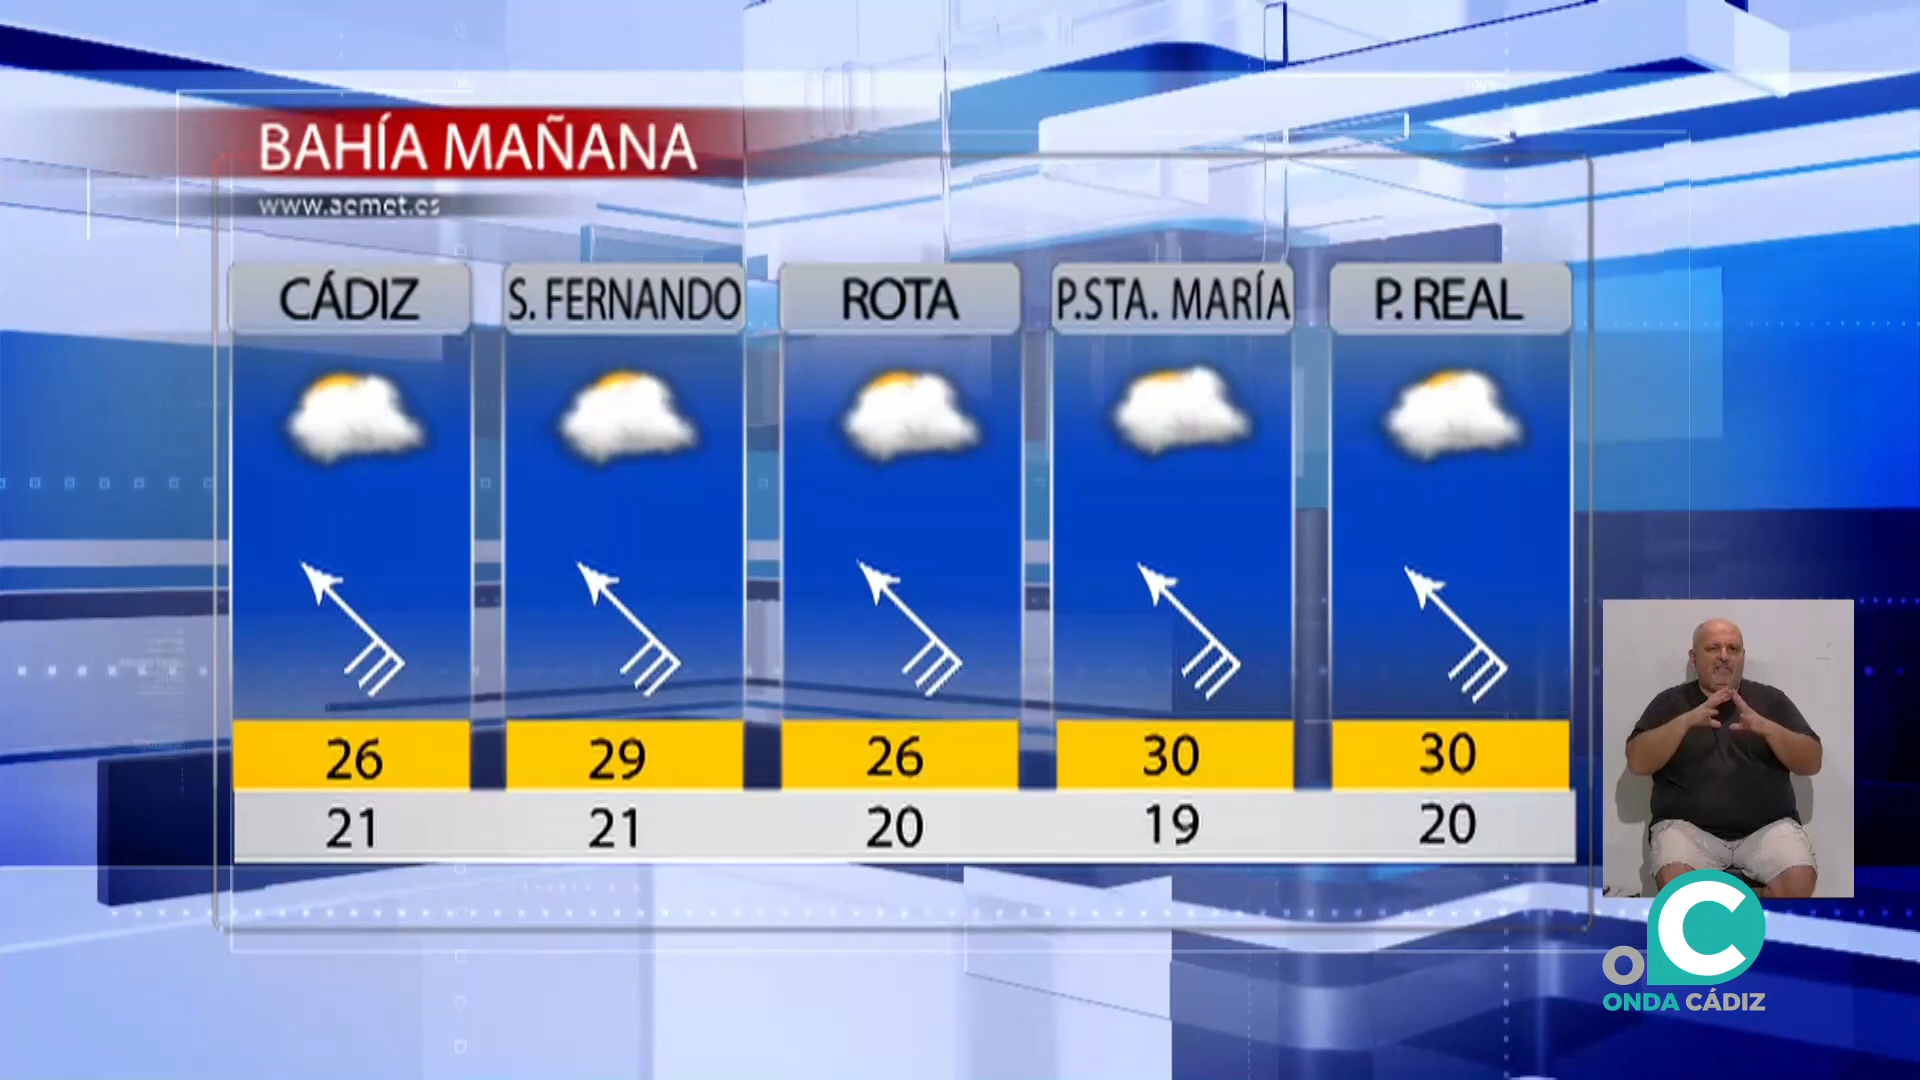 BAHÍA MAÑANA
www.aemet.es
CÁDIZ S. FERNANDO ROTA P.STA. MARÍA P. REAL
26 29 26 30 30
21 21 20 19 20
OC
ONDA CÁDIZ